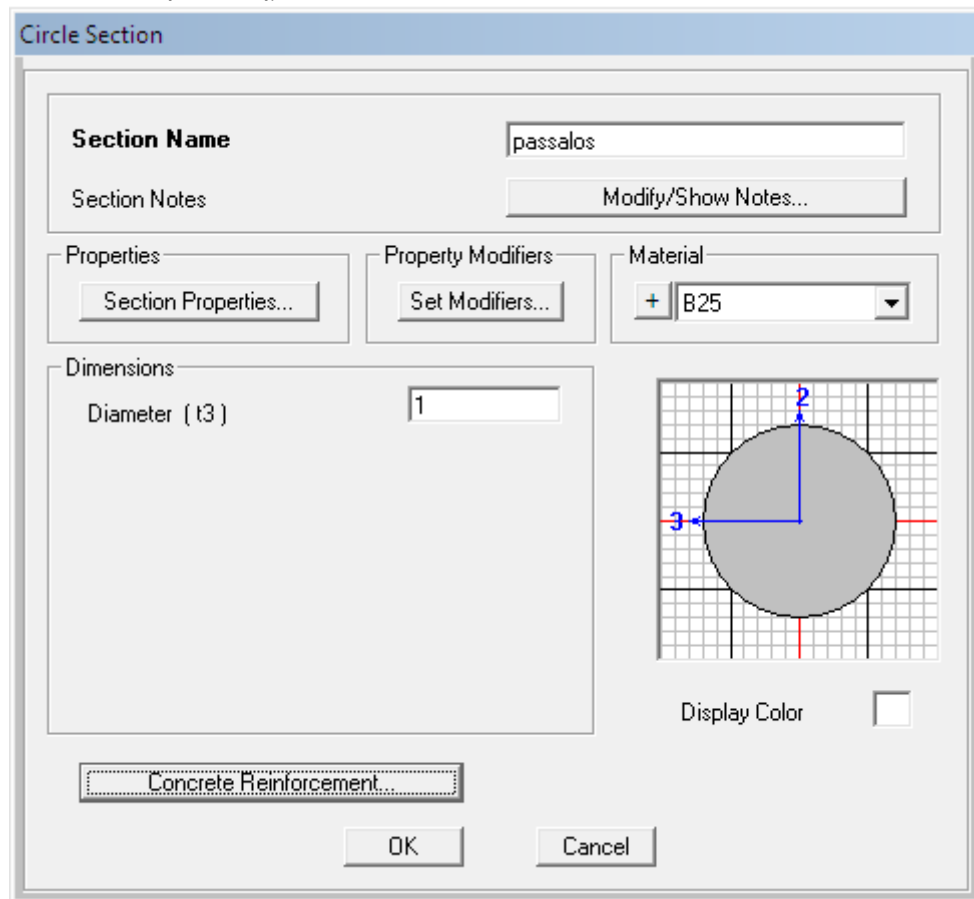 Circle Section
Section Name
passalos
Section Notes
Modify/Show Notes...
Properties
Section Properties...
Property Modifiers
Set Modifiers...
Material
+
B25
Dimensions
Diameter ( t3 )
1
2
3
Display Color
Concrete Reinforcement...
OK
Cancel